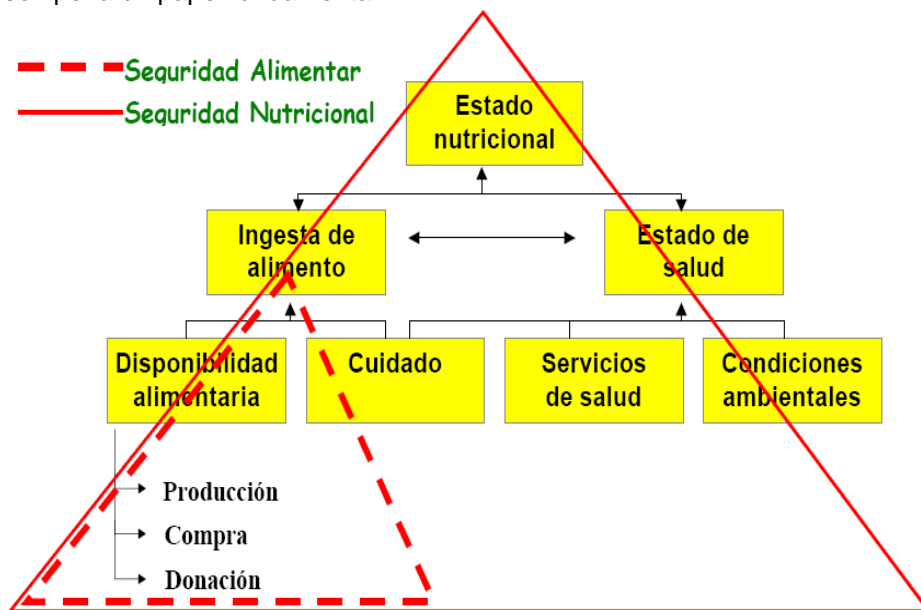 Seguridad Alimentar
Seguridad Nutricional
Estado
nutricional
Ingesta de
alimento
Estado de
salud
Disponibilidad
alimentaria
Cuidado
Servicios
de salud
Condiciones
ambientales
Producción
Compra
Donación